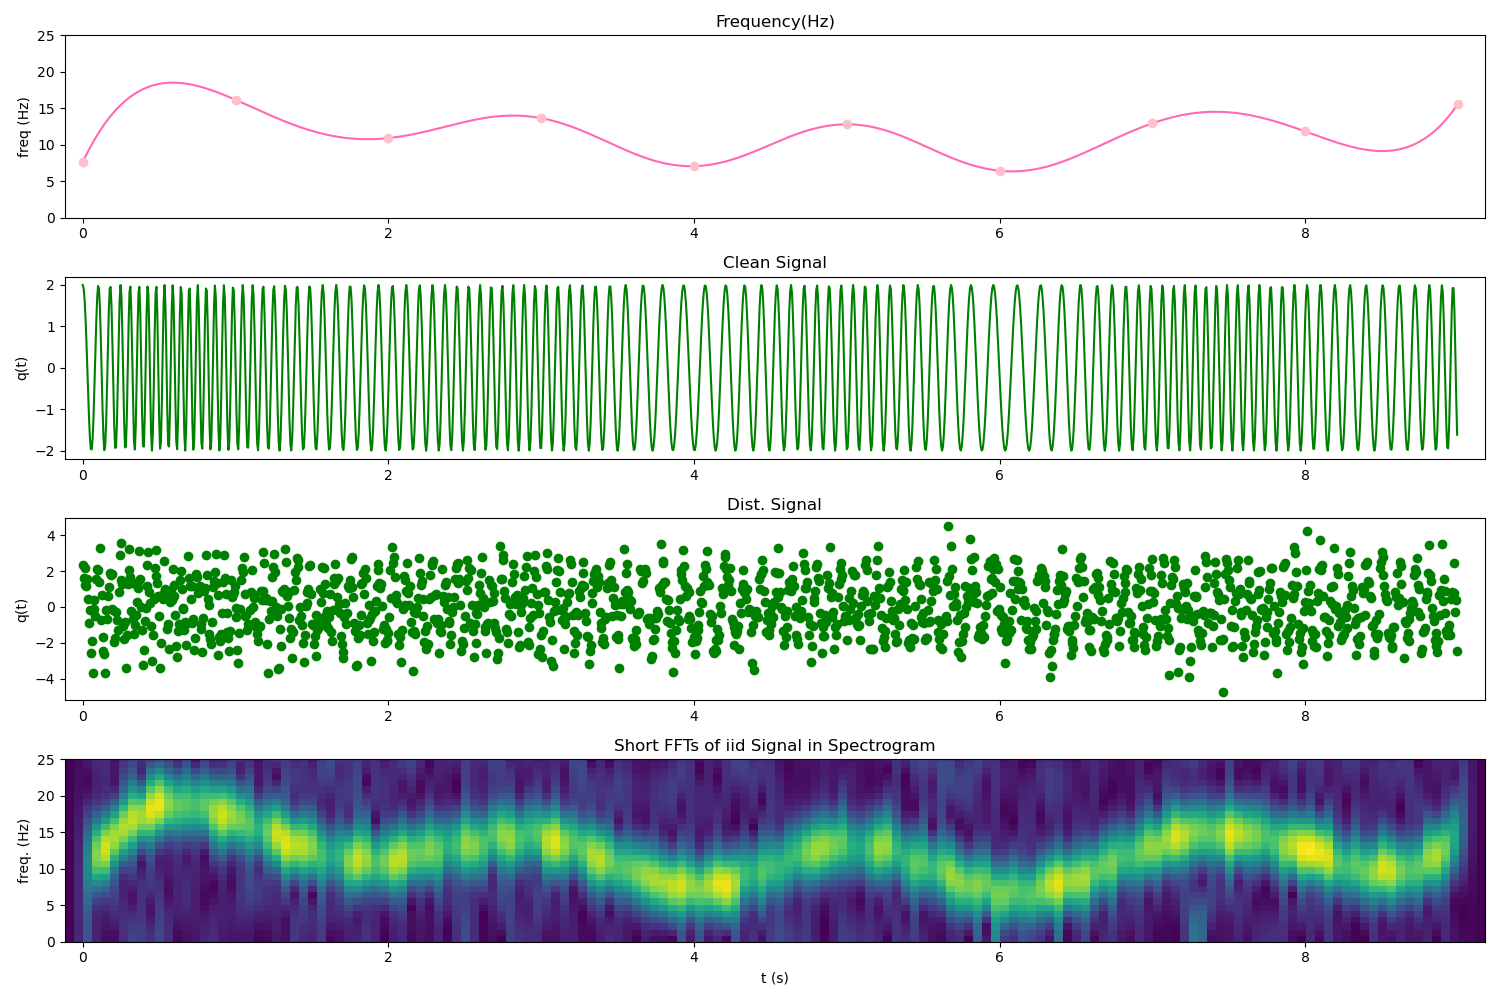 Frequency(Hz)
25
20
15
10
5
0
freq (Hz)
0 2 4 6 8
Clean Signal
2
1
0
−1
−2
q(t)
0 2 4 6 8
Dist. Signal
4
2
0
−2
−4
q(t)
0 2 4 6 8
Short FFTs of iid Signal in Spectrogram
25
20
15
10
5
0
freq. (Hz)
0 2 4 6 8
t (s)